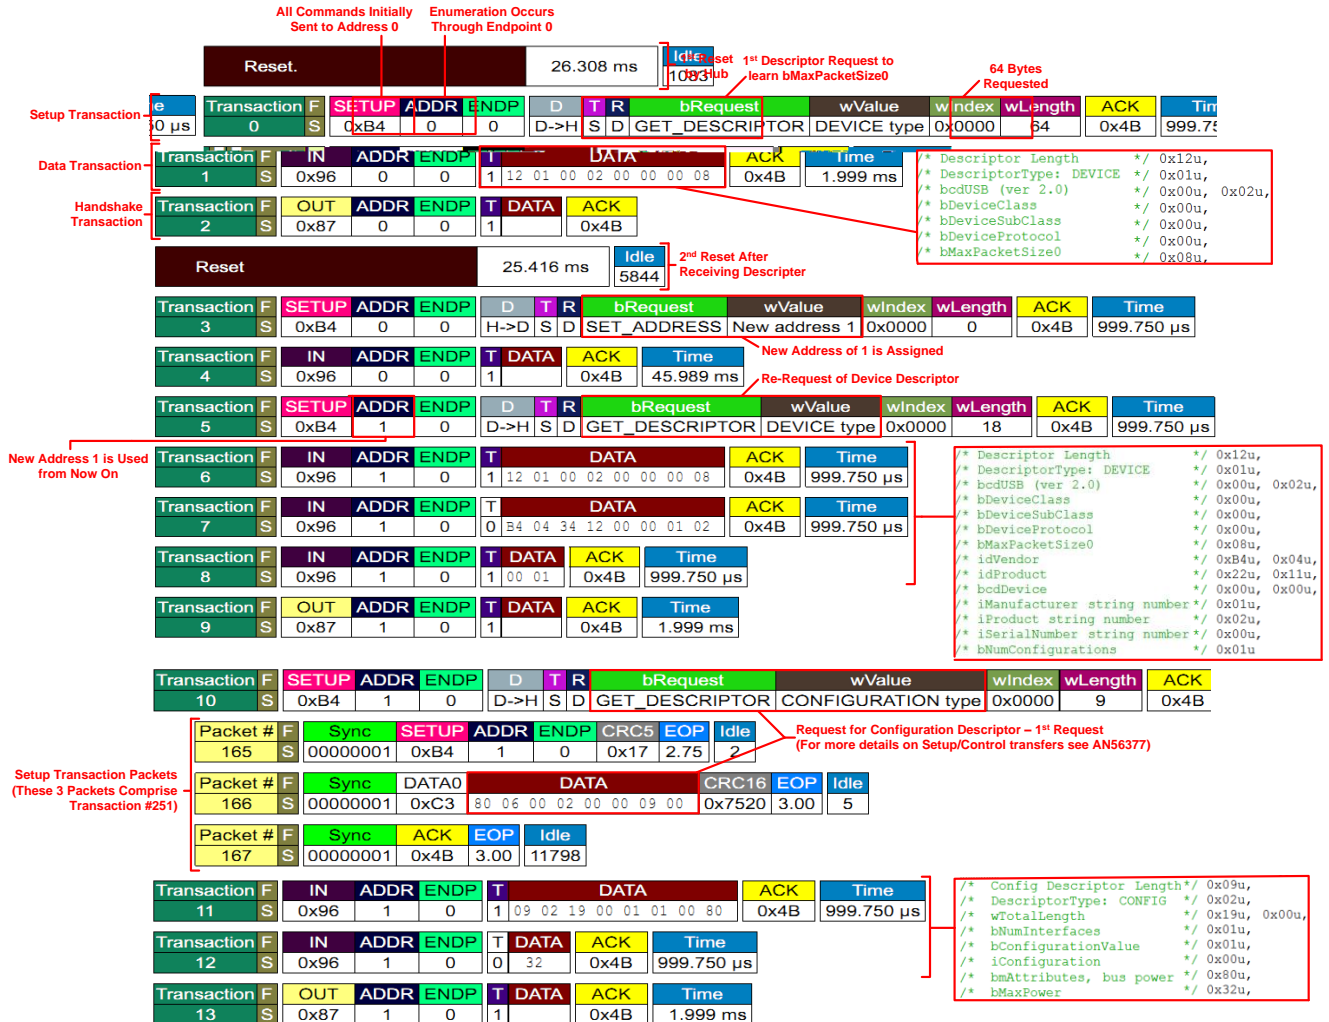 All Commands Initially
Sent to Address 0
Enumeration Occurs
Through Endpoint 0
Reset.
26.308 ms
Idle
1083
Reset
by Hub
1st Descriptor Request to
learn bMaxPacketSize0
64 Bytes
Requested
Setup Transaction
Transaction F SETUP ADDR ENDP D T R bRequest wValue wIndex wLength ACK
0 S 0xB4 0 0 D->H S D GET_DESCRIPTOR DEVICE type 0x0000 64 0x4B
Data Transaction
Transaction F IN ADDR ENDP T DATA ACK Time
1 S 0x96 0 0 1 12 01 00 02 00 00 00 08 0x4B 1.999 ms
/* Descriptor Length */ 0x12u,
/* DescriptorType: DEVICE */ 0x01u,
/* bcdUSB (ver 2.0) */ 0x00u, 0x02u,
/* bDeviceClass */ 0x00u,
/* bDeviceSubClass */ 0x00u,
/* bDeviceProtocol */ 0x00u,
/* bMaxPacketSize0 */ 0x08u,
Handshake
Transaction
Transaction F OUT ADDR ENDP T DATA ACK
2 S 0x87 0 0 1 0x4B
Reset
25.416 ms
Idle
5844
2nd Reset After
Receiving Descripter
Transaction F SETUP ADDR ENDP D T R bRequest wValue wIndex wLength ACK Time
3 S 0xB4 0 0 H->D S D SET_ADDRESS New address 1 0x0000 0 0x4B 999.750 µs
New Address of 1 is Assigned
Transaction F IN ADDR ENDP T DATA ACK Time
4 S 0x96 0 0 1 0x4B 45.989 ms
Re-Request of Device Descriptor
Transaction F SETUP ADDR ENDP D T R bRequest wValue wIndex wLength ACK Time
5 S 0xB4 1 0 D->H S D GET_DESCRIPTOR DEVICE type 0x0000 18 0x4B 999.750 µs
New Address 1 is Used
from Now On
Transaction F IN ADDR ENDP T DATA ACK Time
6 S 0x96 1 0 1 12 01 00 02 00 00 00 08 0x4B 999.750 µs
Transaction F IN ADDR ENDP T DATA ACK Time
7 S 0x96 1 0 0 B4 04 34 12 00 00 01 02 0x4B 999.750 µs
Transaction F IN ADDR ENDP T DATA ACK Time
8 S 0x96 1 0 1 00 01 0x4B 999.750 µs
Transaction F OUT ADDR ENDP T DATA ACK Time
9 S 0x87 1 0 1 0x4B 1.999 ms
/* Descriptor Length */ 0x12u,
/* DescriptorType: DEVICE */ 0x01u,
/* bcdUSB (ver 2.0) */ 0x00u, 0x02u,
/* bDeviceClass */ 0x00u,
/* bDeviceSubClass */ 0x00u,
/* bDeviceProtocol */ 0x00u,
/* bMaxPacketSize0 */ 0x08u,
/* idVendor */ 0xB4u, 0x04u,
/* idProduct */ 0x22u, 0x11u,
/* bcdDevice */ 0x00u, 0x00u,
/* iManufacturer string number*/ 0x01u,
/* iProduct string number */ 0x02u,
/* iSerialNumber string number*/ 0x00u,
/* bNumConfigurations */ 0x01u
Transaction F SETUP ADDR ENDP D T R bRequest wValue wIndex wLength ACK
10 S 0xB4 1 0 D->H S D GET_DESCRIPTOR CONFIGURATION type 0x0000 9 0x4B
Packet # F Sync SETUP ADDR ENDP CRC5 EOP Idle
165 S 00000001 0xB4 1 0 0x17 2.75 2
Request for Configuration Descriptor – 1st Request
(For more details on Setup/Control transfers see AN56377)
Setup Transaction Packets
(These 3 Packets Comprise
Transaction #251)
Packet # F Sync DATA0 DATA CRC16 EOP Idle
166 S 00000001 0xC3 80 06 00 02 00 00 09 00 0x7520 3.00 5
Packet # F Sync ACK EOP Idle
167 S 00000001 0x4B 3.00 11798
Transaction F IN ADDR ENDP T DATA ACK Time
11 S 0x96 1 0 1 09 02 19 00 01 01 00 80 0x4B 999.750 µs
Transaction F IN ADDR ENDP T DATA ACK Time
12 S 0x96 1 0 0 32 0x4B 999.750 µs
Transaction F OUT ADDR ENDP T DATA ACK Time
13 S 0x87 1 0 1 0x4B 1.999 ms
/* Config Descriptor Length*/ 0x09u,
/* DescriptorType: CONFIG */ 0x02u,
/* wTotalLength */ 0x19u, 0x00u,
/* bNumInterfaces */ 0x01u,
/* bConfigurationValue */ 0x01u,
/* iConfiguration */ 0x00u,
/* bmAttributes, bus power */ 0x80u,
/* bMaxPower */ 0x32u,